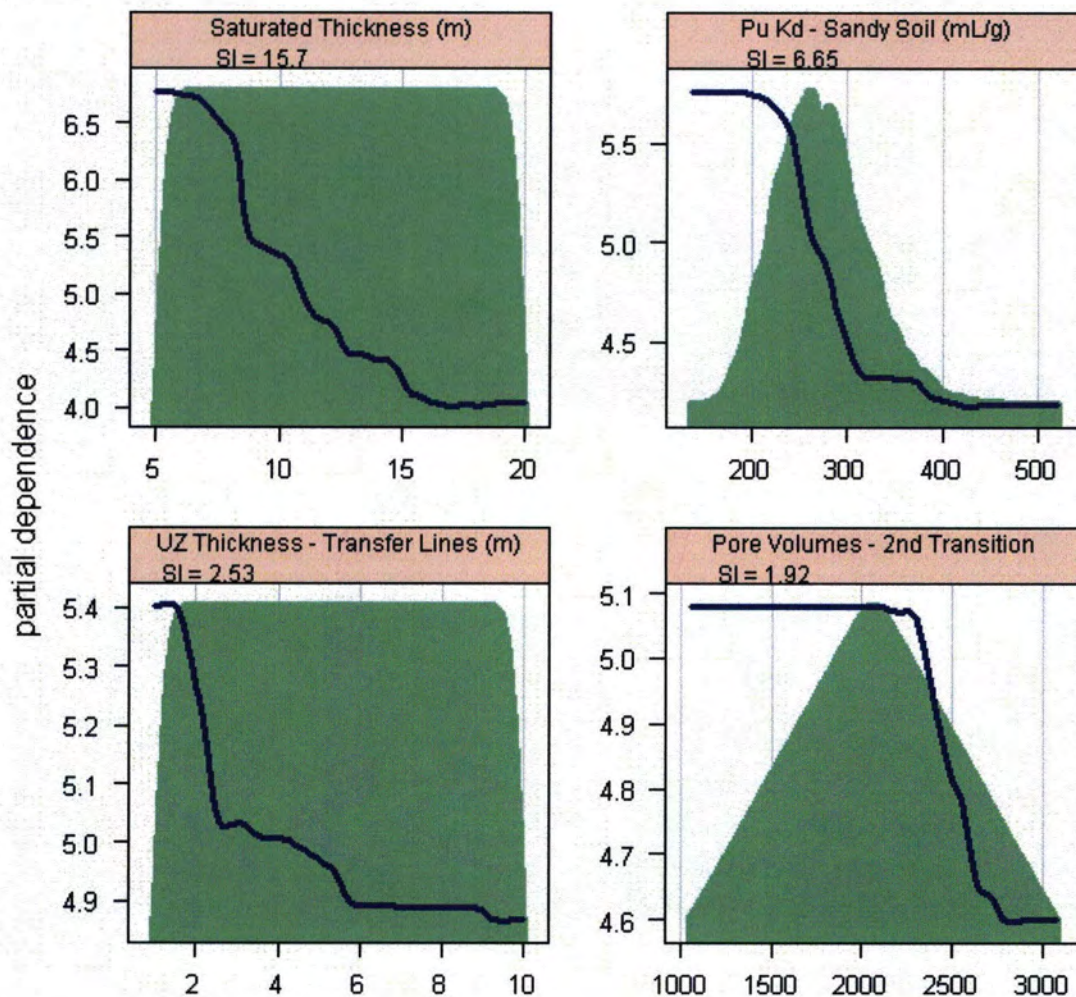 Saturated Thickness (m)
SI = 15.7
6.5
6.0
5.5
5.0
4.5
4.0
5 10 15 20
Pu Kd - Sandy Soil (mL/g)
SI = 6.65
5.5
5.0
4.5
200 300 400 500
partial dependence
UZ Thickness - Transfer Lines (m)
SI = 2.53
5.4
5.3
5.2
5.1
5.0
4.9
2 4 6 8 10
Pore Volumes - 2nd Transition
SI = 1.92
5.1
5.0
4.9
4.8
4.7
4.6
1000 1500 2000 2500 3000